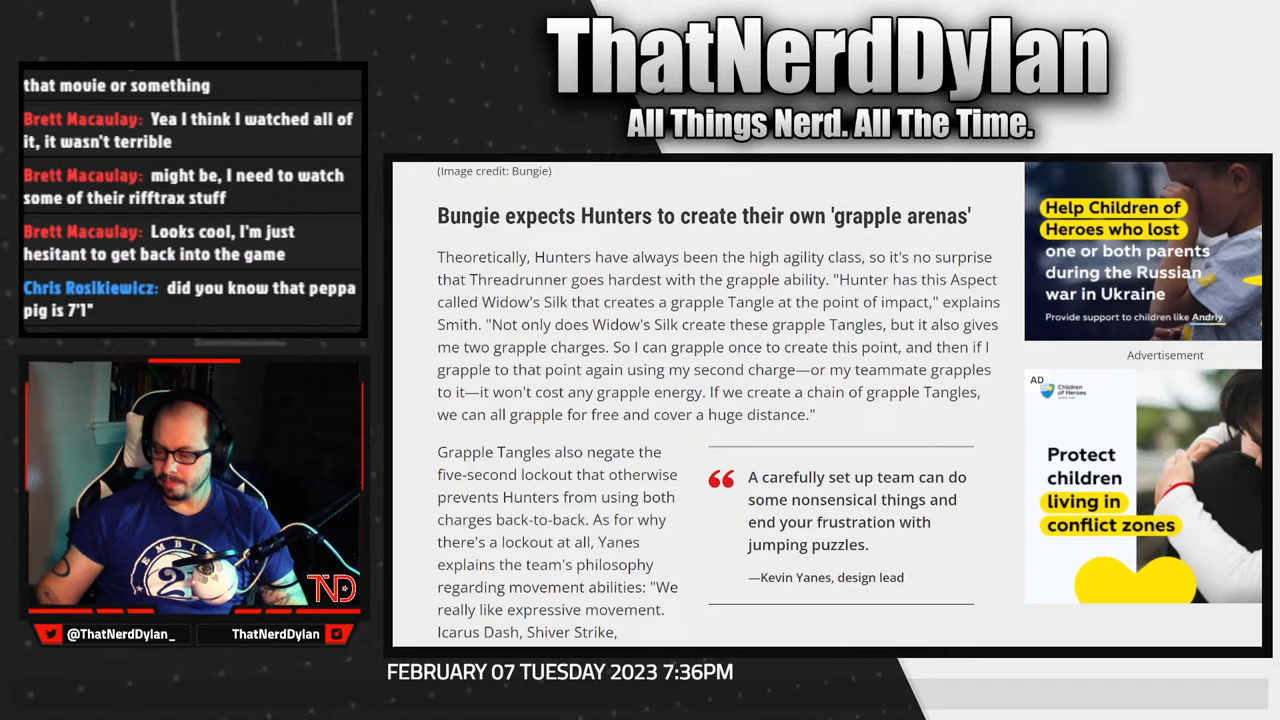 ThatNerdDylan
All Things Nerd. All The Time.
that movie or something
Brett Macaulay: Yea I think I watched all of
it, it wasn't terrible
Brett Macaulay: might be, I need to watch
some of their rifftrax stuff
Brett Macaulay: Looks cool, I'm just
hesitant to get back into the game
Chris Rosikiewicz: did you know that peppa
pig is 7'1"
(Image credit: Bungie)
Bungie expects Hunters to create their own 'grapple arenas'
Theoretically, Hunters have always been the high agility class, so it's no surprise
that Threadrunner goes hardest with the grapple ability. "Hunter has this Aspect
called Widow's Silk that creates a grapple Tangle at the point of impact," explains
Smith. "Not only does Widow's Silk create these grapple Tangles, but it also gives
me two grapple charges. So I can grapple once to create this point, and then if I
grapple to that point again using my second charge—or my teammate grapples
to it—it won't cost any grapple energy. If we create a chain of grapple Tangles,
we can all grapple for free and cover a huge distance."
Grapple Tangles also negate the
five-second lockout that otherwise
prevents Hunters from using both
charges back-to-back. As for why
there's a lockout at all, Yanes
explains the team's philosophy
regarding movement abilities: "We
really like expressive movement.
Icarus Dash, Shiver Strike,
“ A carefully set up team can do
some nonsensical things and
end your frustration with
jumping puzzles.
—Kevin Yanes, design lead
Help Children of
Heroes who lost
one or both parents
during the Russian
war in Ukraine
Provide support to children like Andriy
Advertisement
AD
Children
of Heroes
Protect
children
living in
conflict zones
TND
@ThatNerdDylan_
ThatNerdDylan
FEBRUARY 07 TUESDAY 2023 7:36PM